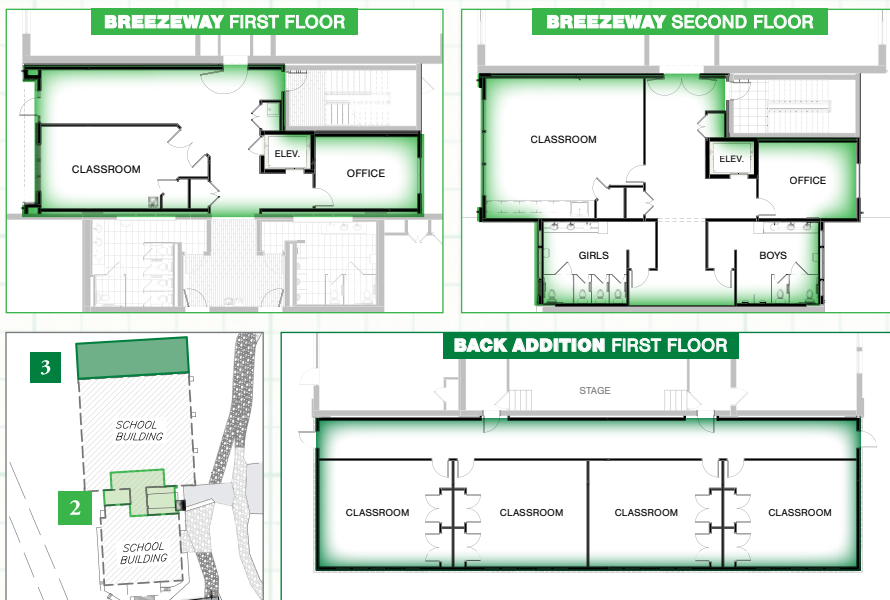 BREEZEWAY FIRST FLOOR
CLASSROOM
ELEV.
OFFICE
BREEZEWAY SECOND FLOOR
CLASSROOM
ELEV.
OFFICE
GIRLS
BOYS
3
SCHOOL
BUILDING
2
SCHOOL
BUILDING
BACK ADDITION FIRST FLOOR
STAGE
CLASSROOM
CLASSROOM
CLASSROOM
CLASSROOM